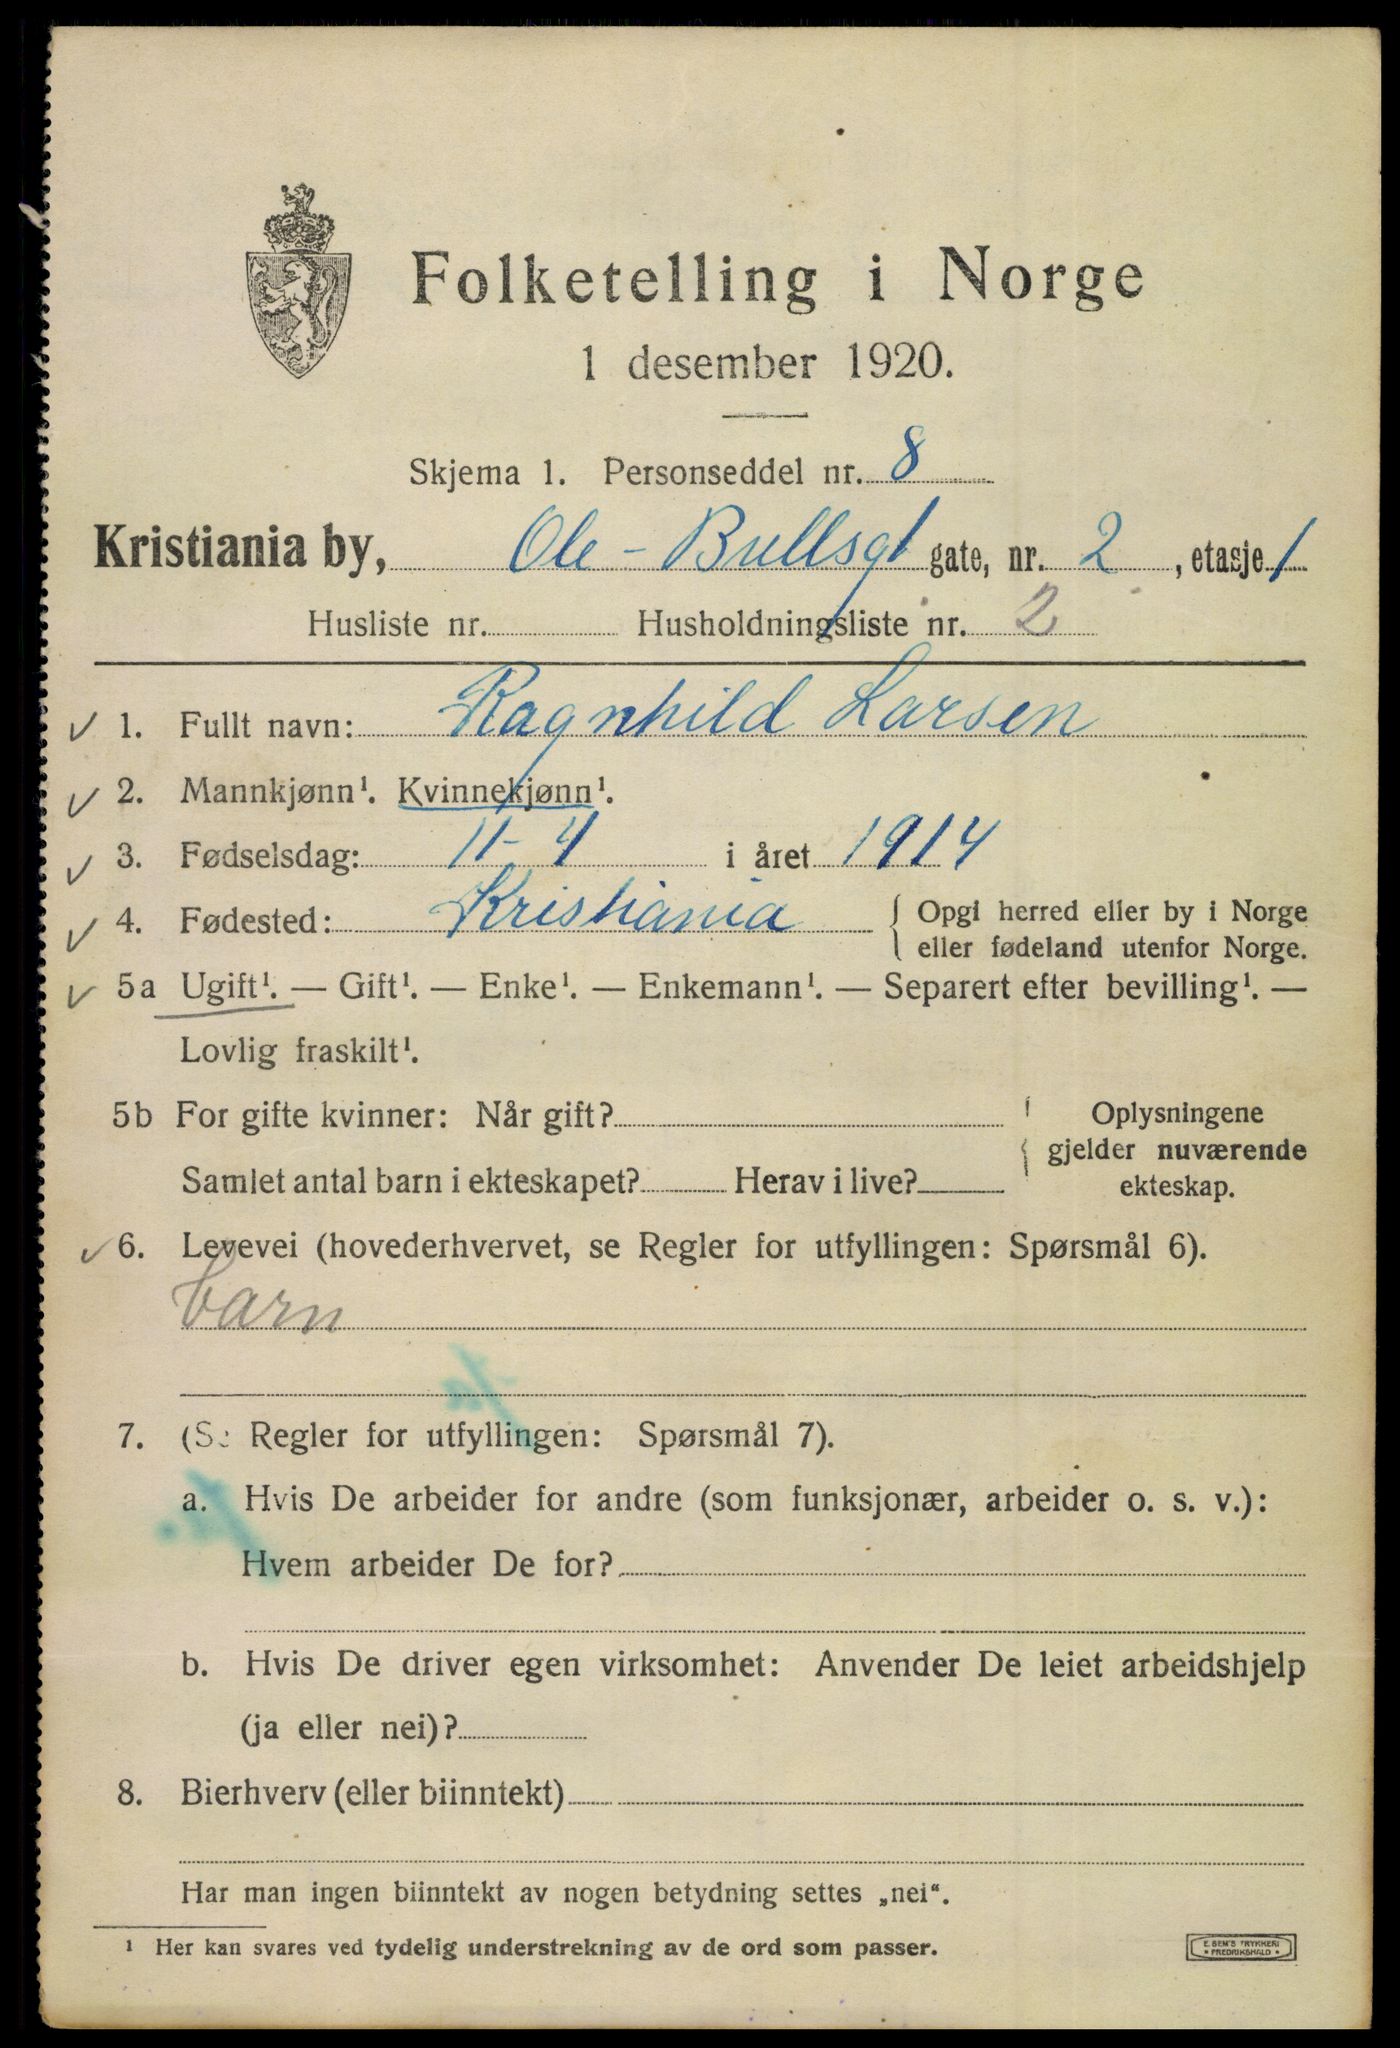 Folketelling i Norge
1 desember 1920.
Skjema 1. Personseddel nr. 8
Kristiania by, Ole - Bullsgt gate, nr. 2, etasje 1
Husliste nr. Husholdningsliste nr. 2
1. Fullt navn: Ragnhild Larsen
2. Mannkjønn¹. Kvinnekjønn¹.
3. Fødselsdag: 11-4 i året 1914
4. Fødested: Kristiania { Opgi herred eller by i Norge
eller fødeland utenfor Norge.
5a Ugift¹. — Gift¹. — Enke¹. — Enkemann¹. — Separert efter bevilling¹. —
Lovlig fraskilt¹.
5b For gifte kvinner: Når gift? Oplysningene
gjelder nuværende
Samlet antal barn i ekteskapet? Herav i live? ekteskap.
6. Levevei (hovederhvervet, se Regler for utfyllingen: Spørsmål 6).
barn
7. (Se Regler for utfyllingen: Spørsmål 7).
a. Hvis De arbeider for andre (som funksjonær, arbeider o. s. v.):
Hvem arbeider De for?
b. Hvis De driver egen virksomhet: Anvender De leiet arbeidshjelp
(ja eller nei)?
8. Bierhverv (eller biinntekt)
Har man ingen biinntekt av nogen betydning settes „nei“.
¹ Her kan svares ved tydelig understrekning av de ord som passer.
E. SEM'S TRYKKERI
• FREDRIKSHALD •